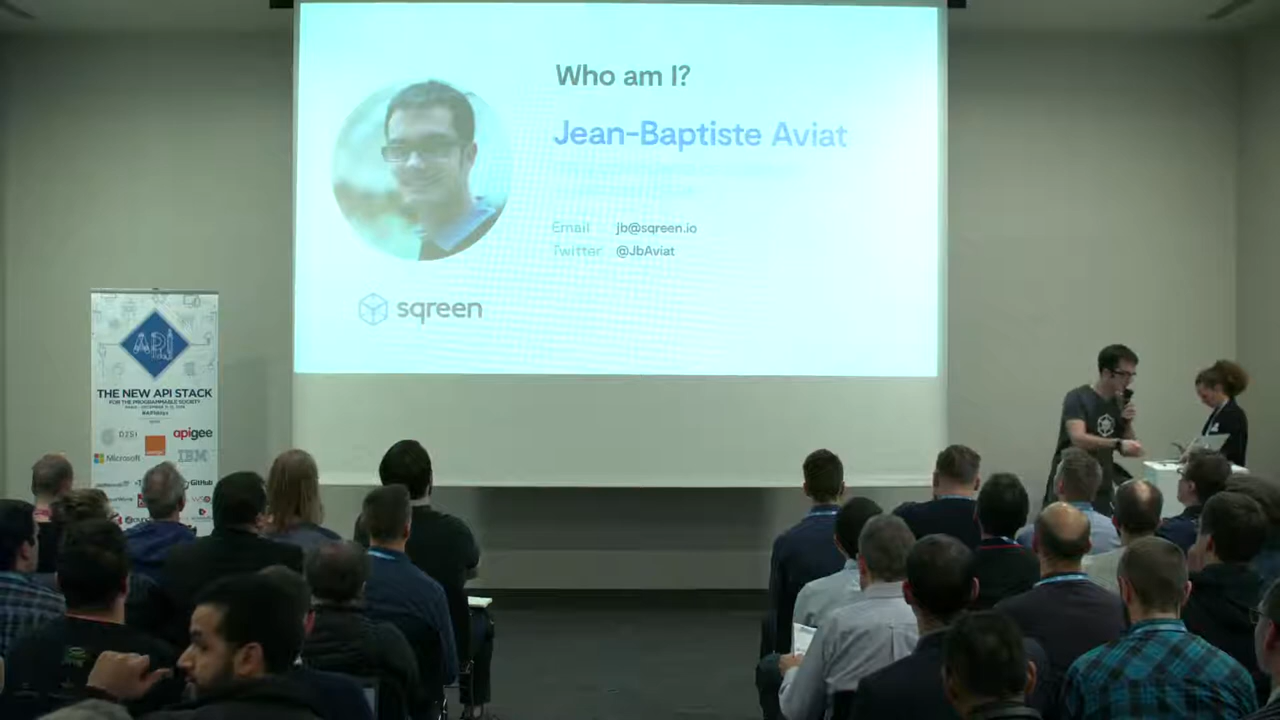 Who am I?
Jean-Baptiste Aviat
Email jb@sqreen.io
Twitter @JbAviat
sqreen
API
THE NEW API STACK
FOR THE PROGRAMMABLE SOCIETY
apigee
Microsoft
IBM
GitHub